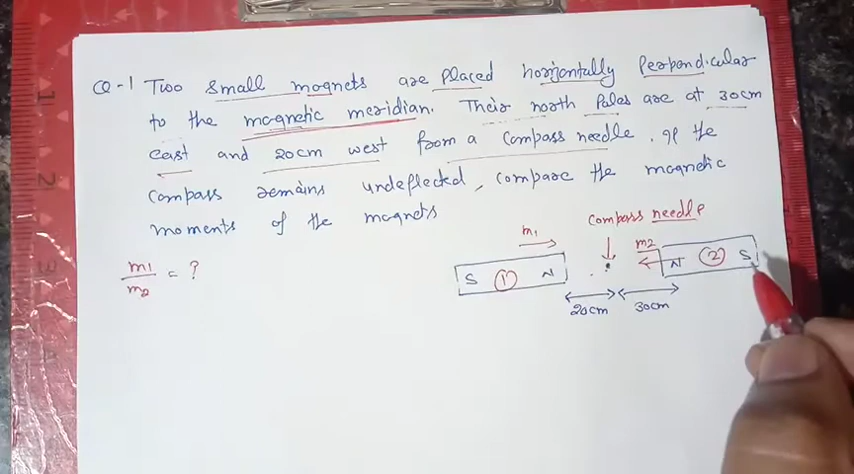 Q-1 Two small magnets are placed horizontally perpendicular
to the magnetic meridian. Their north Poles are at 30cm
east and 20cm west from a compass needle. If the
compass remains undeflected, compare the magnetic
moments of the magnets
m1/m2 = ?
compass needle
m1
m2
S 1 N
N 2 S
20cm 30cm